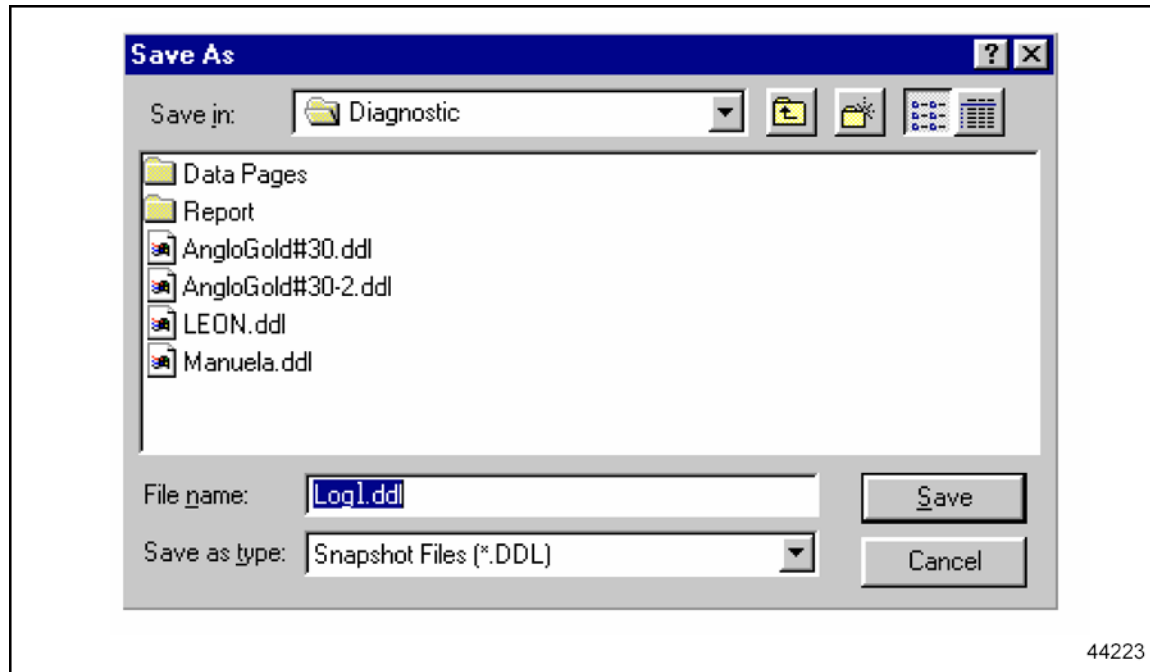 Save As
Save in: Diagnostic
Data Pages
Report
AngloGold#30.ddl
AngloGold#30-2.ddl
LEON.ddl
Manuela.ddl
File name: Log1.ddl Save
Save as type: Snapshot Files (*.DDL) Cancel
44223